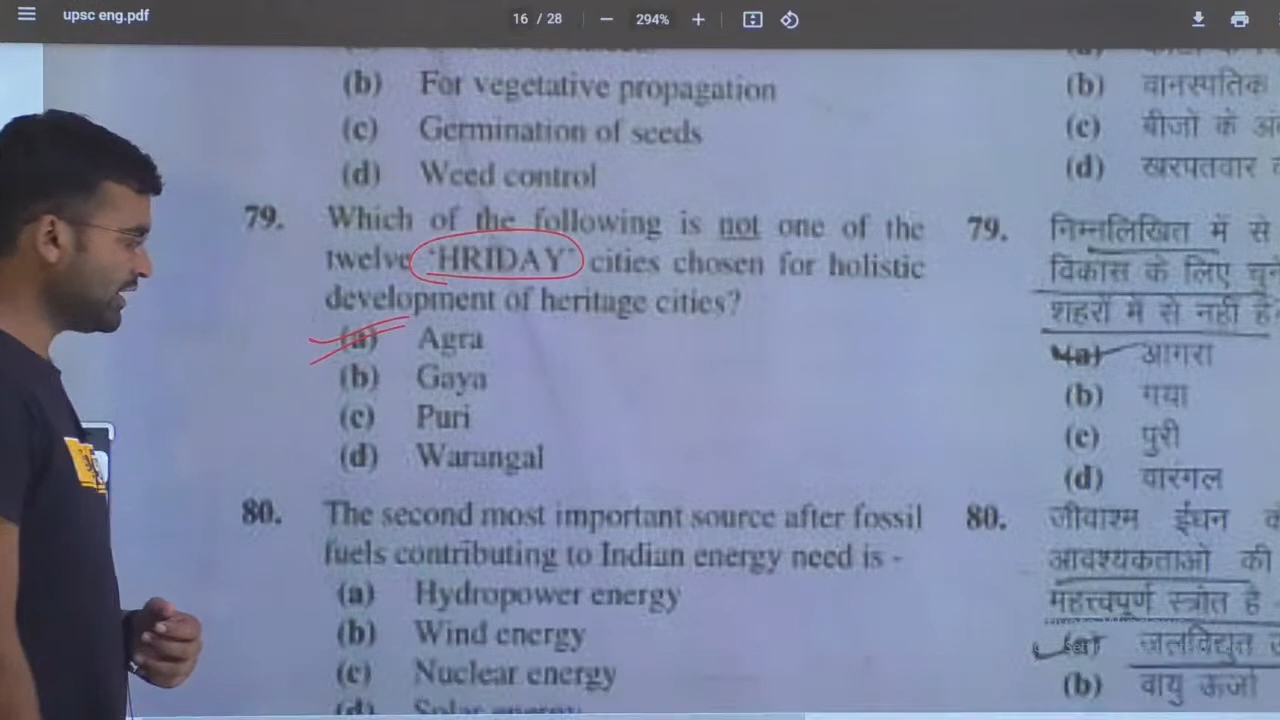 upsc eng.pdf
16 / 28
294%
(b) For vegetative propagation
(c) Germination of seeds
(d) Weed control
79. Which of the following is not one of the
twelve 'HRIDAY' cities chosen for holistic
development of heritage cities?
(a) Agra
(b) Gaya
(c) Puri
(d) Warangal
80. The second most important source after fossil
fuels contributing to Indian energy need is -
(a) Hydropower energy
(b) Wind energy
(c) Nuclear energy
(d) Solar energy
(b) वानस्पतिक
(c) बीजों के
(d) खरपतवार
79. निम्नलिखित में से
विकास के लिए
शहरों में से नहीं है
(a) आगरा
(b) गया
(c) पुरी
(d) वारंगल
80. जीवाश्म ईंधन
आवश्यकताओं की
महत्त्वपूर्ण स्त्रोत है
(a) जलविद्युत
(b) वायु ऊर्जा